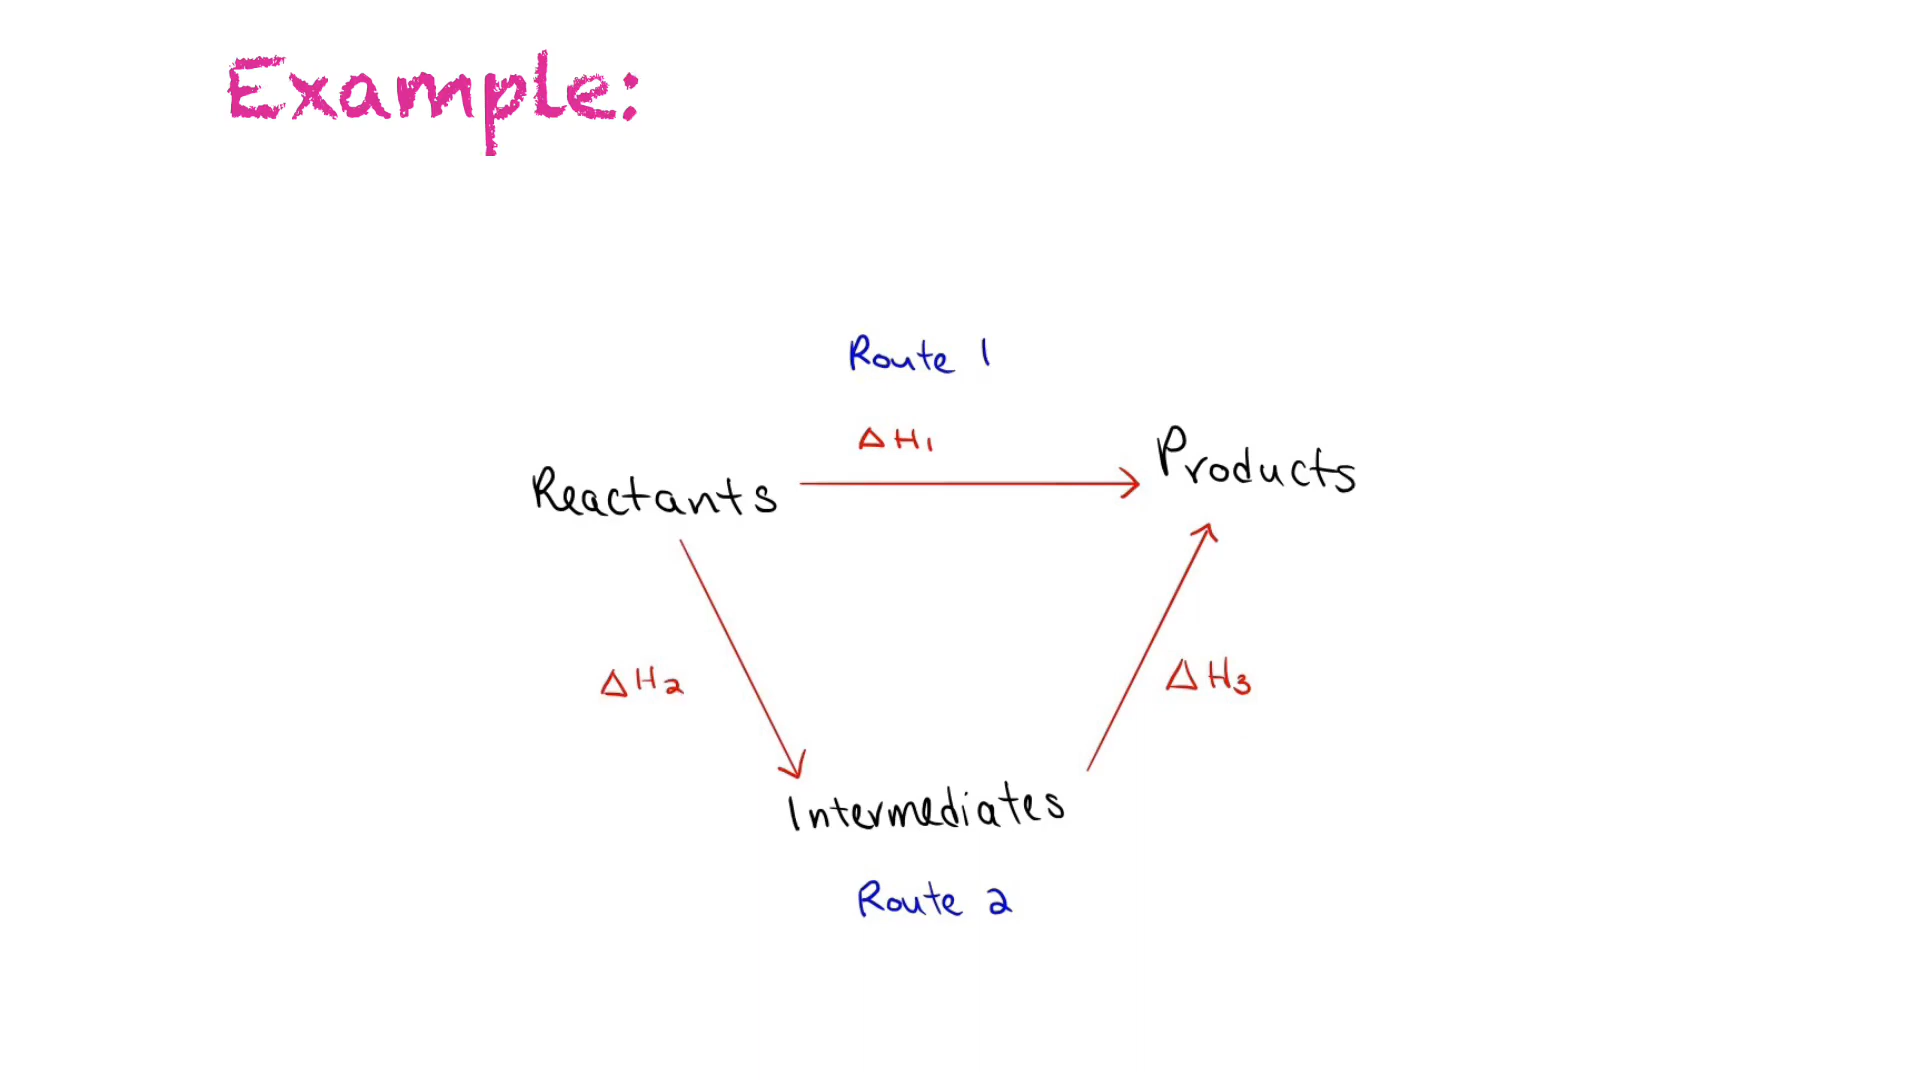 Example:
Route 1
ΔH₁
Reactants
Products
ΔH₂
ΔH₃
Intermediates
Route 2